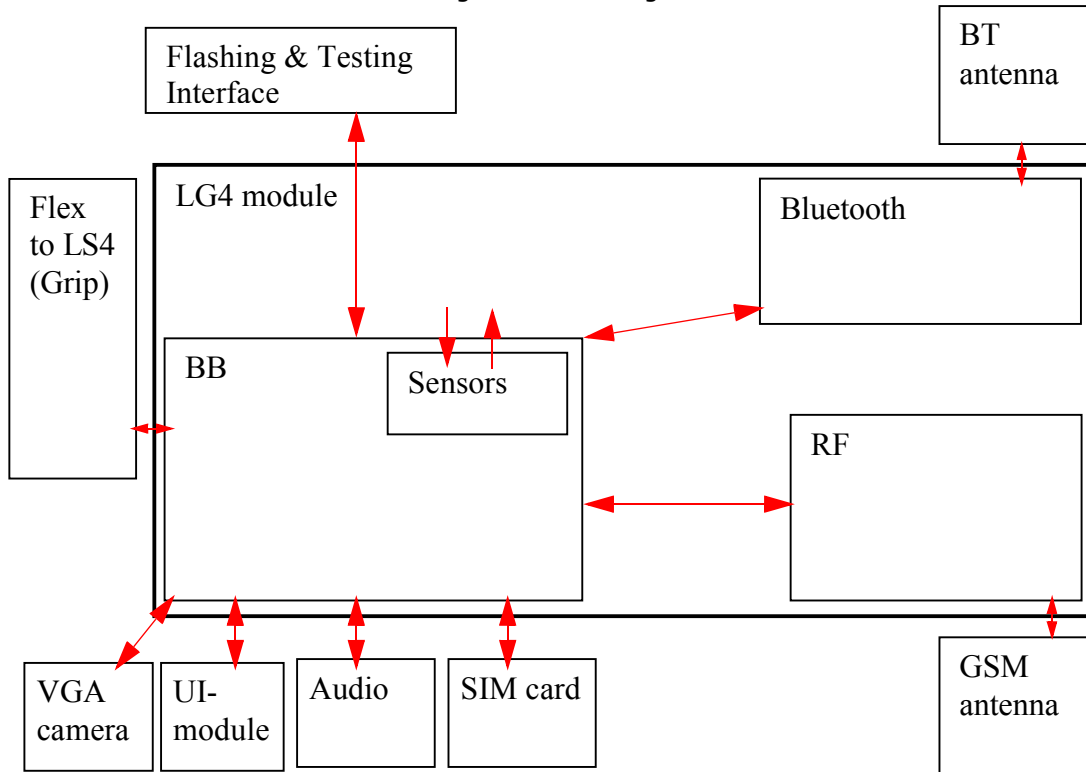 Flashing & Testing
Interface
BT
antenna
Flex
to LS4
(Grip)
LG4 module
Bluetooth
BB
Sensors
RF
VGA
camera
UI-
module
Audio
SIM card
GSM
antenna